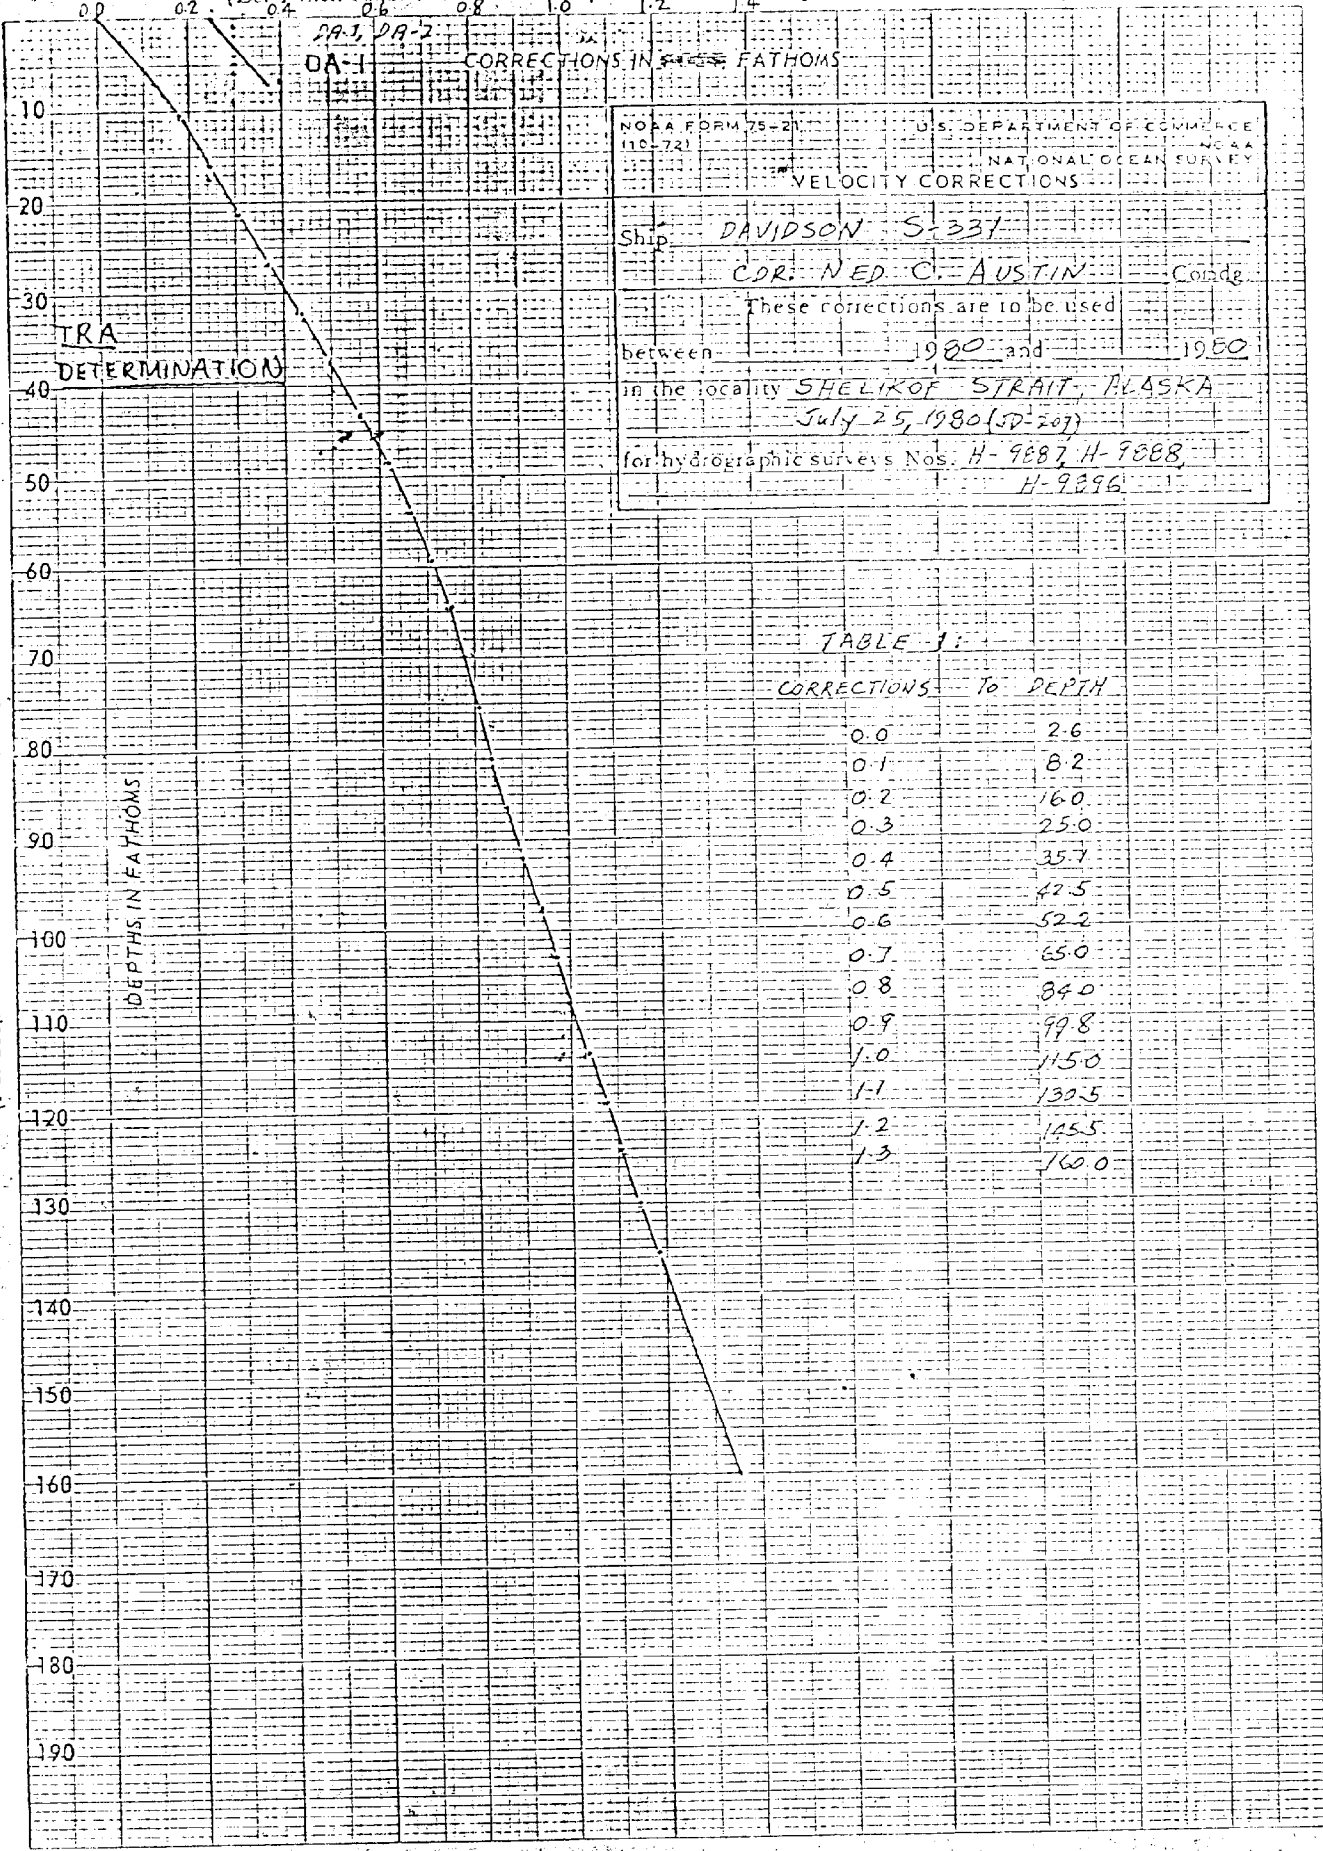 0.0 0.2 0.4 0.6 0.8 1.0 1.2 1.4
DA-1, DA-2
DA-1 CORRECTIONS IN FATHOMS
10
20
30
40
50
60
70
80
90
100
110
120
130
140
150
160
170
180
190
TRA
DETERMINATION
DEPTHS IN FATHOMS
NOAA FORM 75-21 U.S. DEPARTMENT OF COMMERCE
(10-72) NOAA
NATIONAL OCEAN SURVEY
VELOCITY CORRECTIONS
Ship DAVIDSON S-331
CDR. NED C. AUSTIN Comdg.
These corrections are to be used
between 1980 and 1980
in the locality SHELIKOF STRAIT, ALASKA
July 25, 1980 (JD-207)
for hydrographic surveys Nos. H-9887, H-9888,
H-9896
TABLE 1:
CORRECTIONS TO DEPTH
0.0 2.6
0.1 8.2
0.2 16.0
0.3 25.0
0.4 35.7
0.5 42.5
0.6 52.2
0.7 65.0
0.8 84.0
0.9 99.8
1.0 115.0
1.1 130.5
1.2 145.5
1.3 160.0